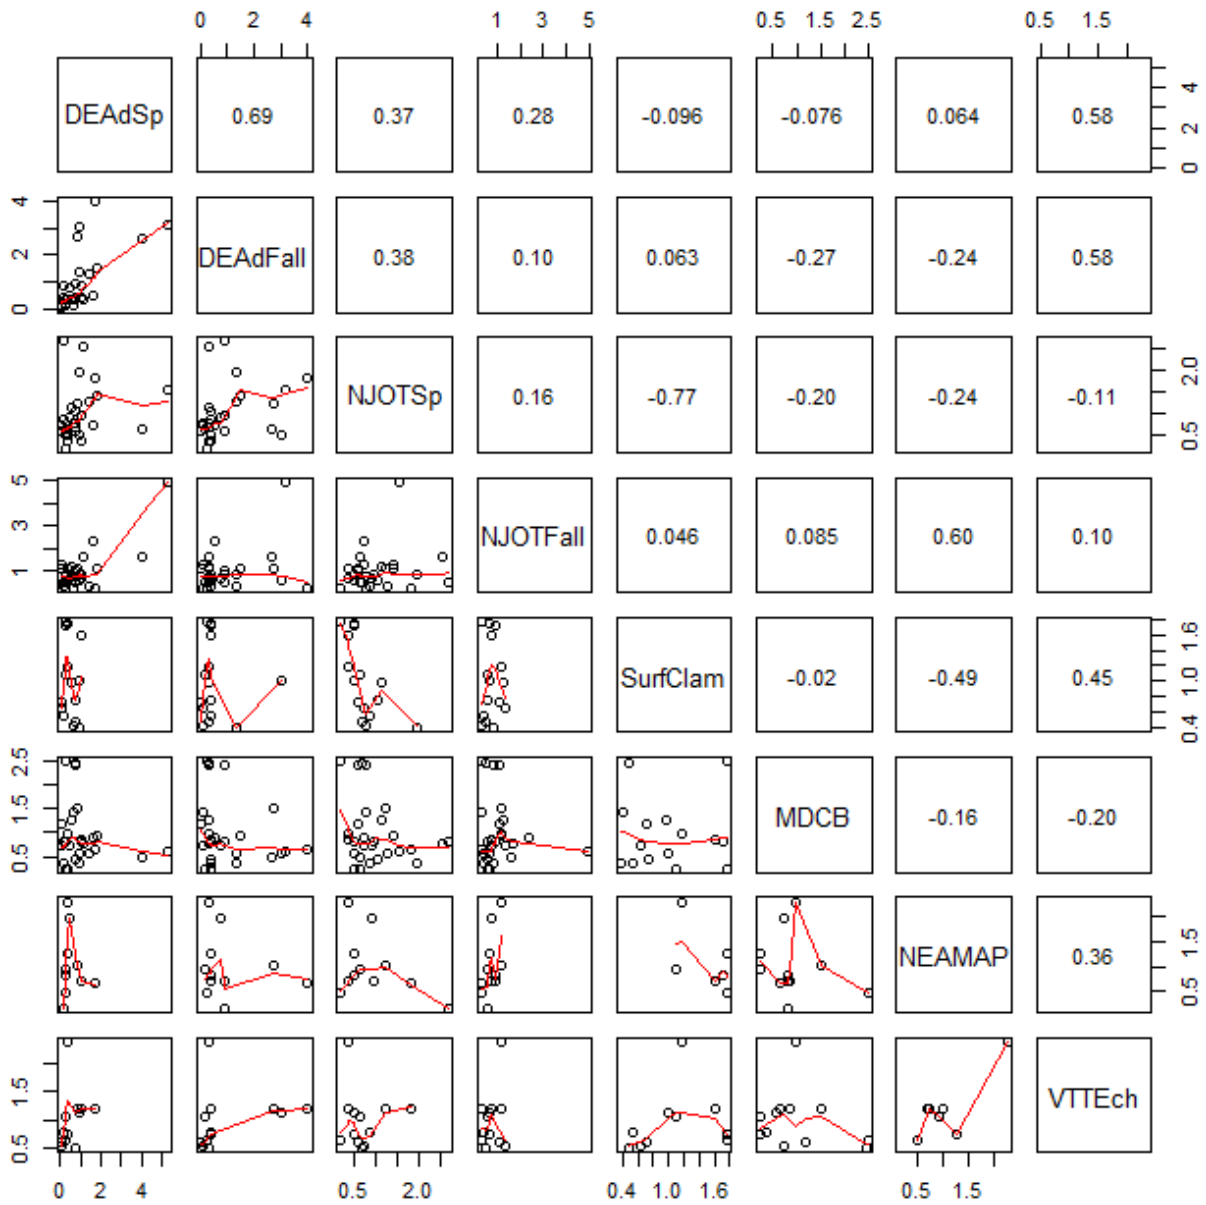 0 2 4 1 3 5 0.5 1.5 2.5 0.5 1.5
DEAdSp 0.69 0.37 0.28 -0.096 -0.076 0.064 0.58
0 2 4
0 2 4
DEAdFall 0.38 0.10 0.063 -0.27 -0.24 0.58
NJOTSp 0.16 -0.77 -0.20 -0.24 -0.11
0.5 2.0
1 3 5
NJOTFall 0.046 0.085 0.60 0.10
SurfClam -0.02 -0.49 0.45
0.4 1.0 1.6
0.5 1.5 2.5
MDCB -0.16 -0.20
NEAMAP 0.36
0.5 1.5
0.5 1.5
VTTEch
0 2 4 0.5 2.0 0.4 1.0 1.6 0.5 1.5